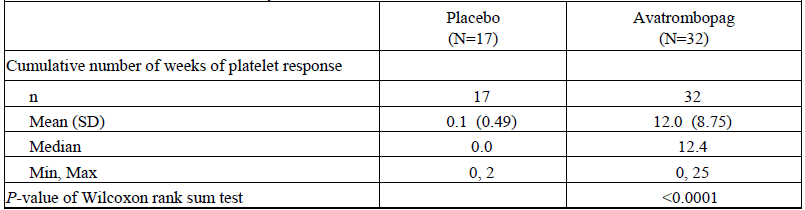 Placebo Avatrombopag
(N=17) (N=32)
Cumulative number of weeks of platelet response
n 17 32
Mean (SD) 0.1 (0.49) 12.0 (8.75)
Median 0.0 12.4
Min, Max 0, 2 0, 25
P-value of Wilcoxon rank sum test <0.0001